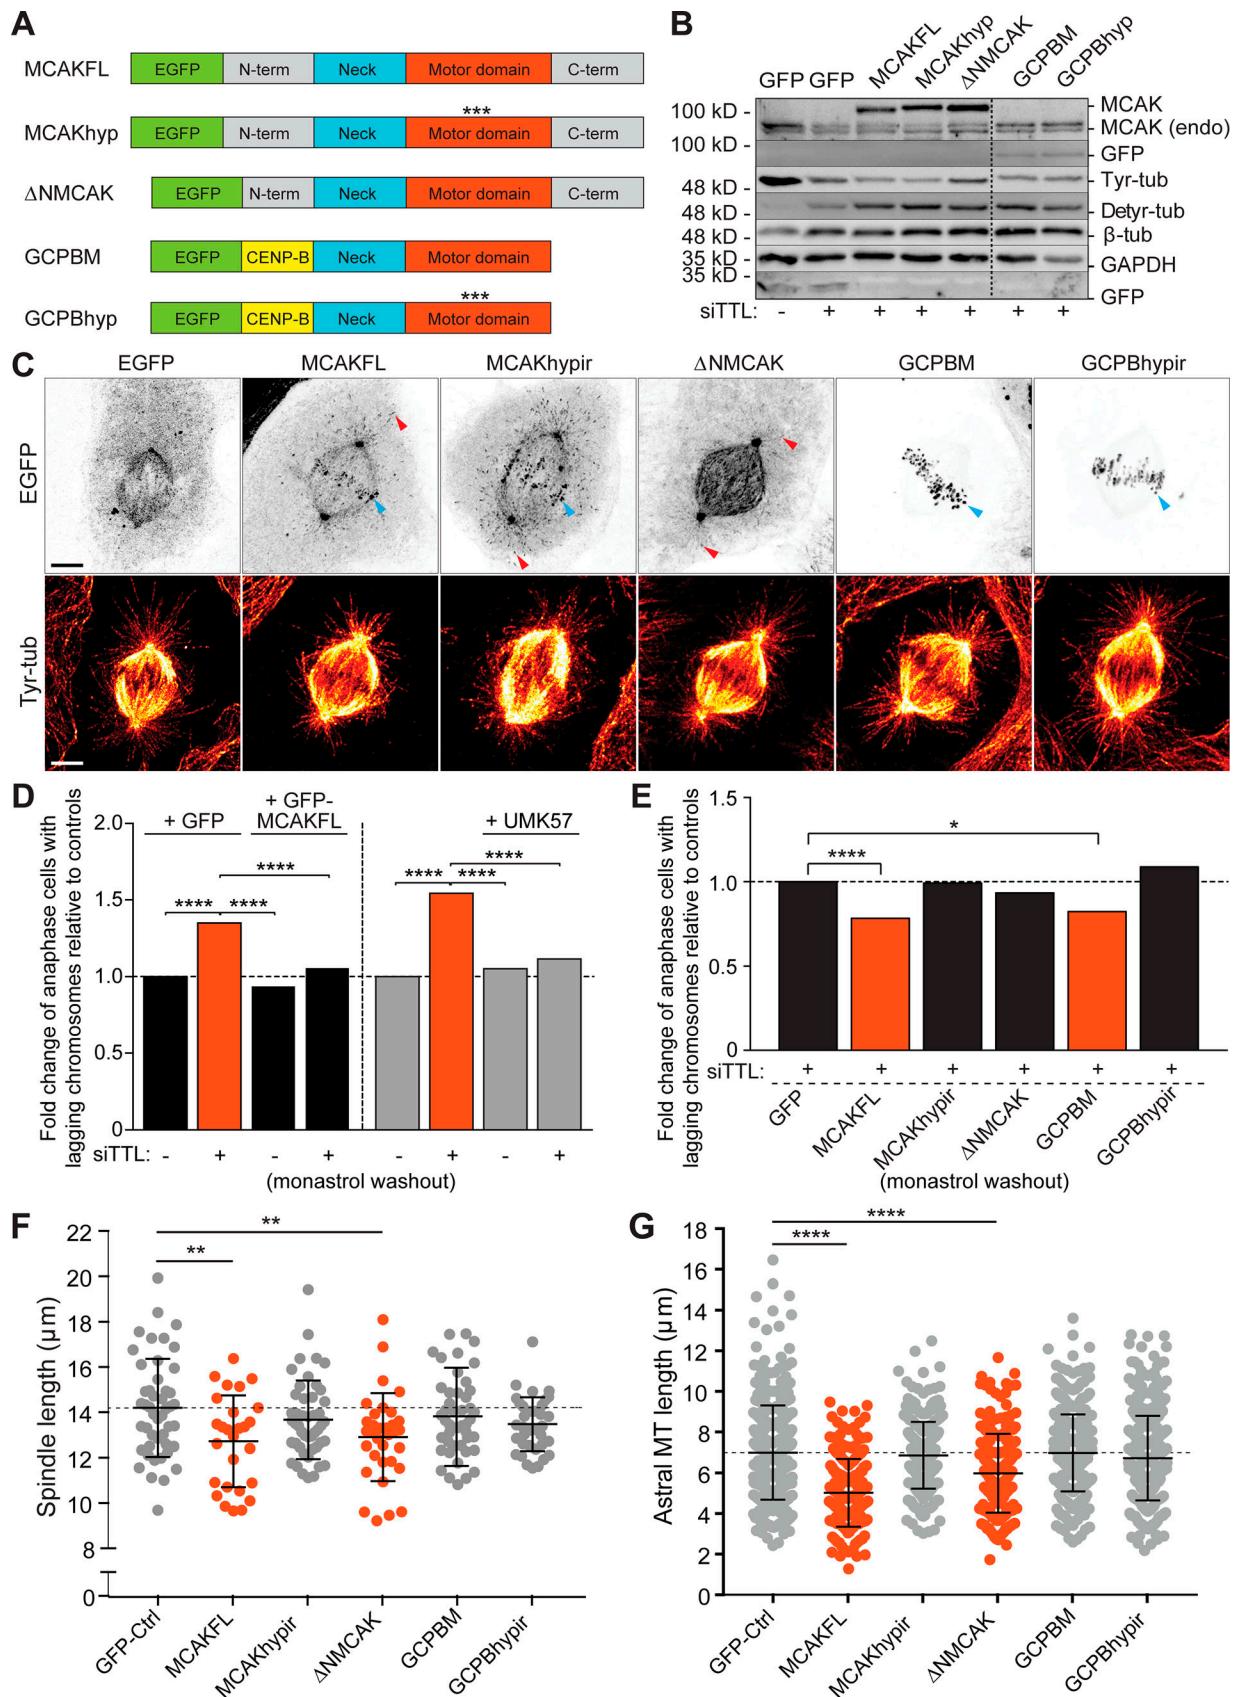 A
MCAKFL EGFP N-term Neck Motor domain C-term
***
MCAKhyp EGFP N-term Neck Motor domain C-term
ΔNMCAK EGFP N-term Neck Motor domain C-term
GCPBM EGFP CENP-B Neck Motor domain
***
GCPBhyp EGFP CENP-B Neck Motor domain
B
GFP GFP MCAKFL MCAKhyp ΔNMCAK GCPBM GCPBhyp
100 kD - MCAK
MCAK (endo)
100 kD - GFP
48 kD - Tyr-tub
48 kD - Detyr-tub
48 kD - β-tub
35 kD - GAPDH
35 kD - GFP
siTTL: - + + + + + +
C
EGFP MCAKFL MCAKhypir ΔNMCAK GCPBM GCPBhypir
EGFP
Tyr-tub
D
Fold change of anaphase cells with
lagging chromosomes relative to controls
+ GFP + GFP-
MCAKFL
+ UMK57
2.0
1.5
1.0
0.5
0
**** **** ****
**** **** ****
siTTL: - + - + - + - +
(monastrol washout)
E
Fold change of anaphase cells with
lagging chromosomes relative to controls
1.5
1.0
0.5
0
*
****
siTTL: + + + + + +
GFP MCAKFL MCAKhypir ΔNMCAK GCPBM GCPBhypir
(monastrol washout)
F
Spindle length (µm)
22
20
18
16
14
12
10
8
0
**
**
GFP-Ctrl MCAKFL MCAKhypir ΔNMCAK GCPBM GCPBhypir
G
Astral MT length (µm)
18
16
14
12
10
8
6
4
2
0
****
****
GFP-Ctrl MCAKFL MCAKhypir ΔNMCAK GCPBM GCPBhypir